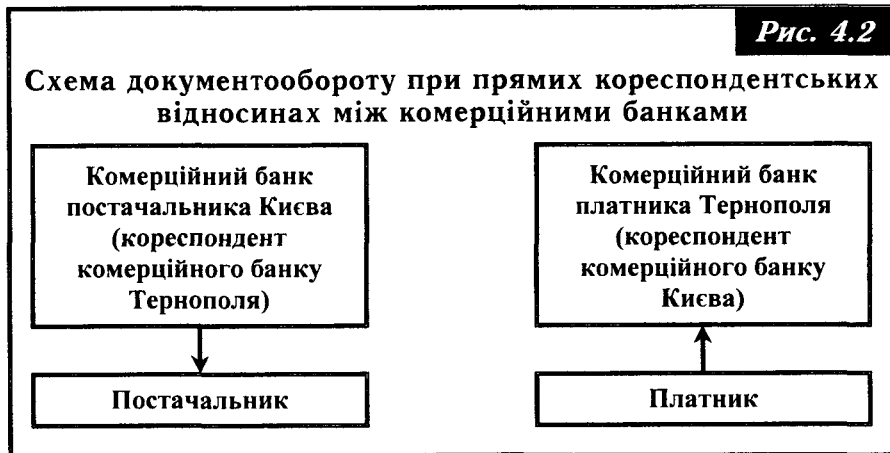 Рис. 4.2
Схема документообороту при прямих кореспондентських
відносинах між комерційними банками
Комерційний банк
постачальника Києва
(кореспондент
комерційного банку
Тернополя)
Постачальник
Комерційний банк
платника Тернополя
(кореспондент
комерційного банку
Києва)
Платник